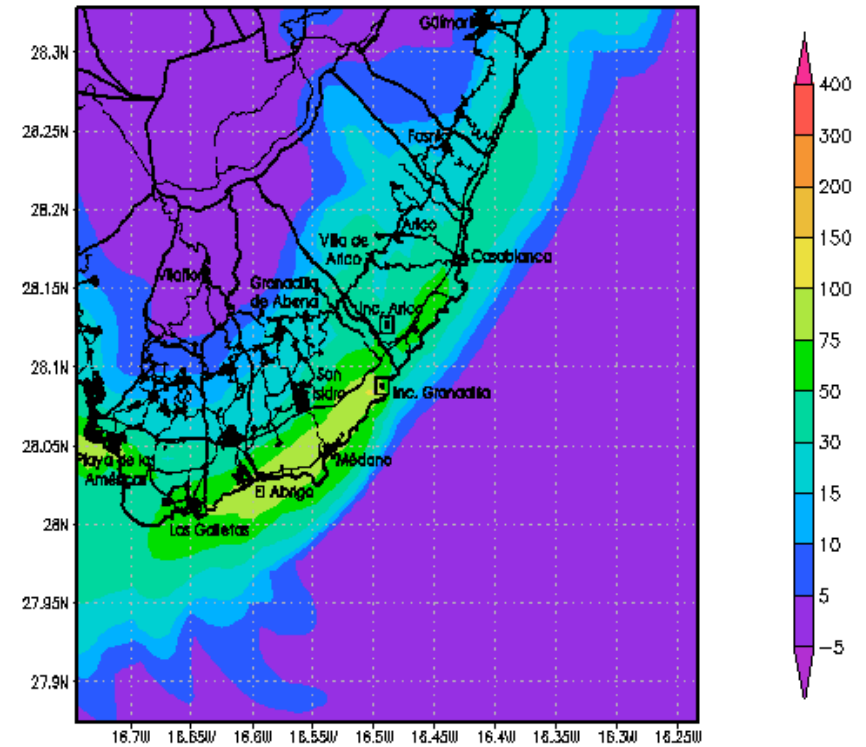 Güimar
28.3N
28.25N
Fasnia
28.2N
Arico
Villa de
Arico
Casablanca
Vilaflor
Granadilla
de Abona
28.15N
Inc. Arico
28.1N
San
Isidro
Inc. Granadilla
28.05N
Playa de las
Américas
Médano
Abrigo
28N
Las Galletas
27.95N
27.9N
16.7W 16.65W 16.6W 16.55W 16.5W 16.45W 16.4W 16.35W 16.3W 16.25W
400
300
200
150
100
75
50
30
15
10
5
-5